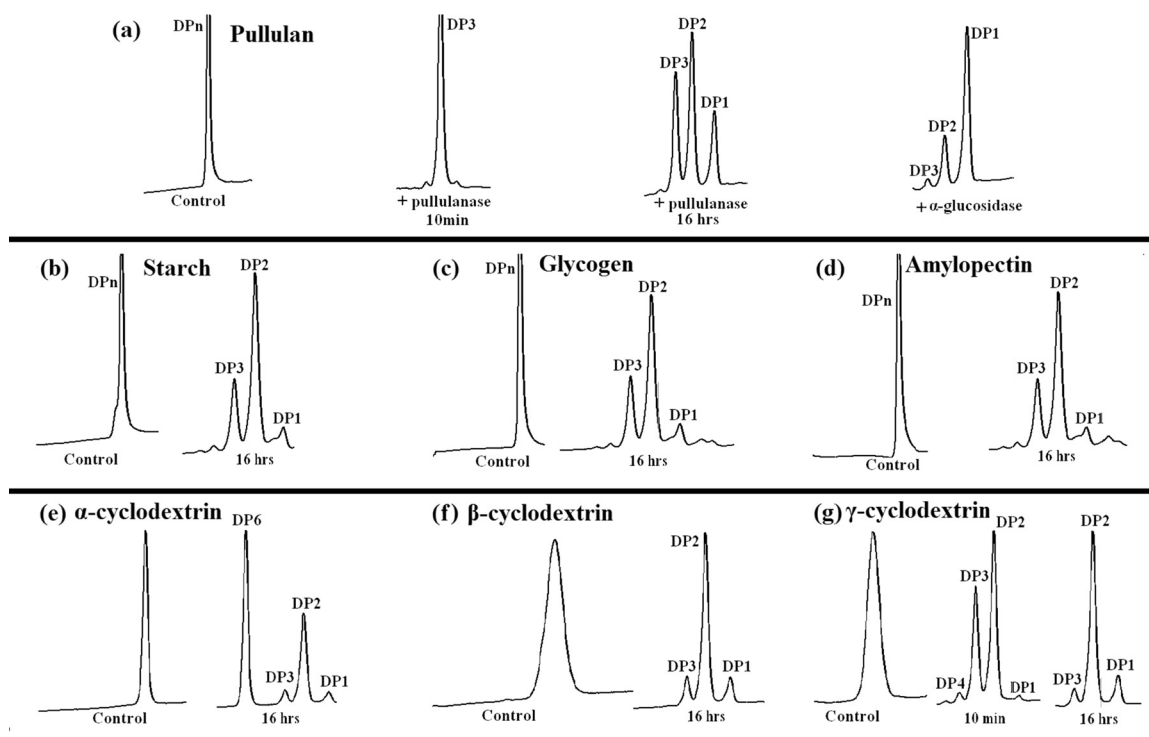 (a) Pullulan
DPn
Control
DP3
+ pullulanase
10min
DP3
DP2
DP1
+ pullulanase
16 hrs
DP3
DP2
DP1
+ α-glucosidase
(b) Starch
DPn
Control
DP3
DP2
DP1
16 hrs
(c) Glycogen
DPn
Control
DP3
DP2
DP1
16 hrs
(d) Amylopectin
DPn
Control
DP3
DP2
DP1
16 hrs
(e) α-cyclodextrin
Control
DP6
DP3
DP2
DP1
16 hrs
(f) β-cyclodextrin
Control
DP3
DP2
DP1
16 hrs
(g) γ-cyclodextrin
Control
DP4
DP3
DP2
DP1
10 min
DP3
DP2
DP1
16 hrs